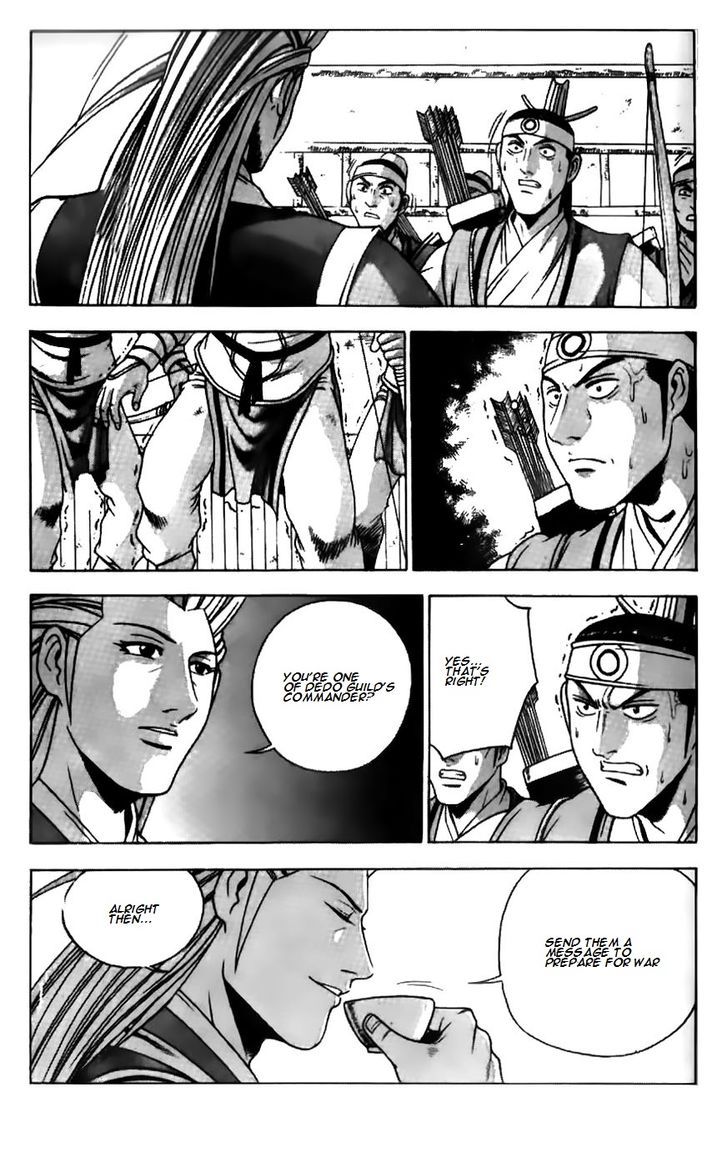 YOU'RE ONE
OF DEDO GUILD'S
COMMANDER?
YES...
THAT'S
RIGHT!
ALRIGHT
THEN...
SEND THEM A
MESSAGE TO
PREPARE FOR WAR